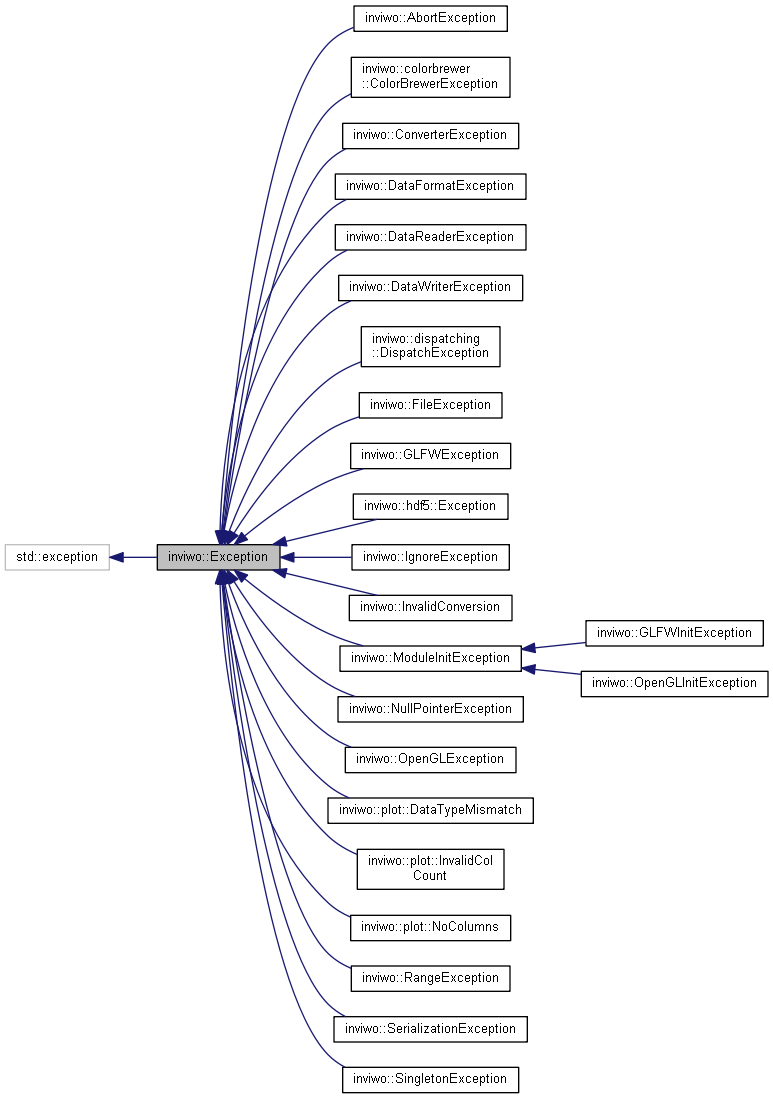 inviwo::AbortException
inviwo::colorbrewer
::ColorBrewerException
inviwo::ConverterException
inviwo::DataFormatException
inviwo::DataReaderException
inviwo::DataWriterException
inviwo::dispatching
::DispatchException
inviwo::FileException
inviwo::GLFWException
inviwo::hdf5::Exception
std::exception
inviwo::Exception
inviwo::IgnoreException
inviwo::InvalidConversion
inviwo::GLFWInitException
inviwo::ModuleInitException
inviwo::OpenGLInitException
inviwo::NullPointerException
inviwo::OpenGLException
inviwo::plot::DataTypeMismatch
inviwo::plot::InvalidCol
Count
inviwo::plot::NoColumns
inviwo::RangeException
inviwo::SerializationException
inviwo::SingletonException